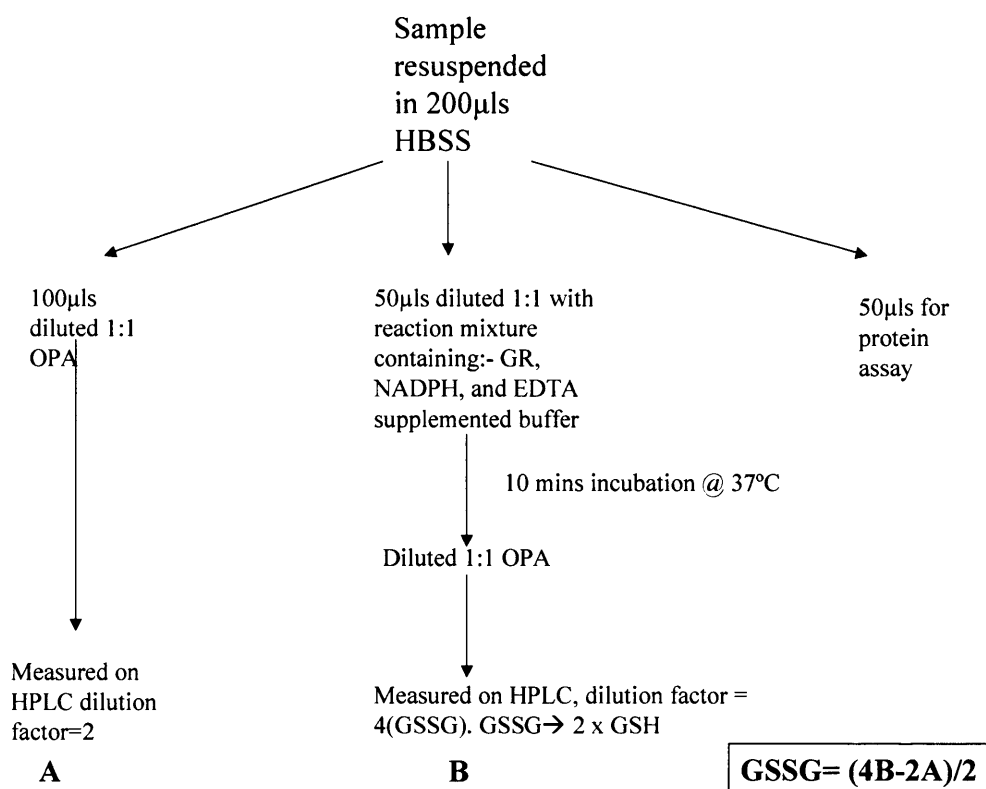 Sample
resuspended
in 200µls
HBSS
100µls
diluted 1:1
OPA
50µls diluted 1:1 with
reaction mixture
containing:- GR,
NADPH, and EDTA
supplemented buffer
50µls for
protein
assay
10 mins incubation @ 37ºC
Diluted 1:1 OPA
Measured on
HPLC dilution
factor=2
A
Measured on HPLC, dilution factor =
4(GSSG). GSSG→ 2 x GSH
B
GSSG= (4B-2A)/2